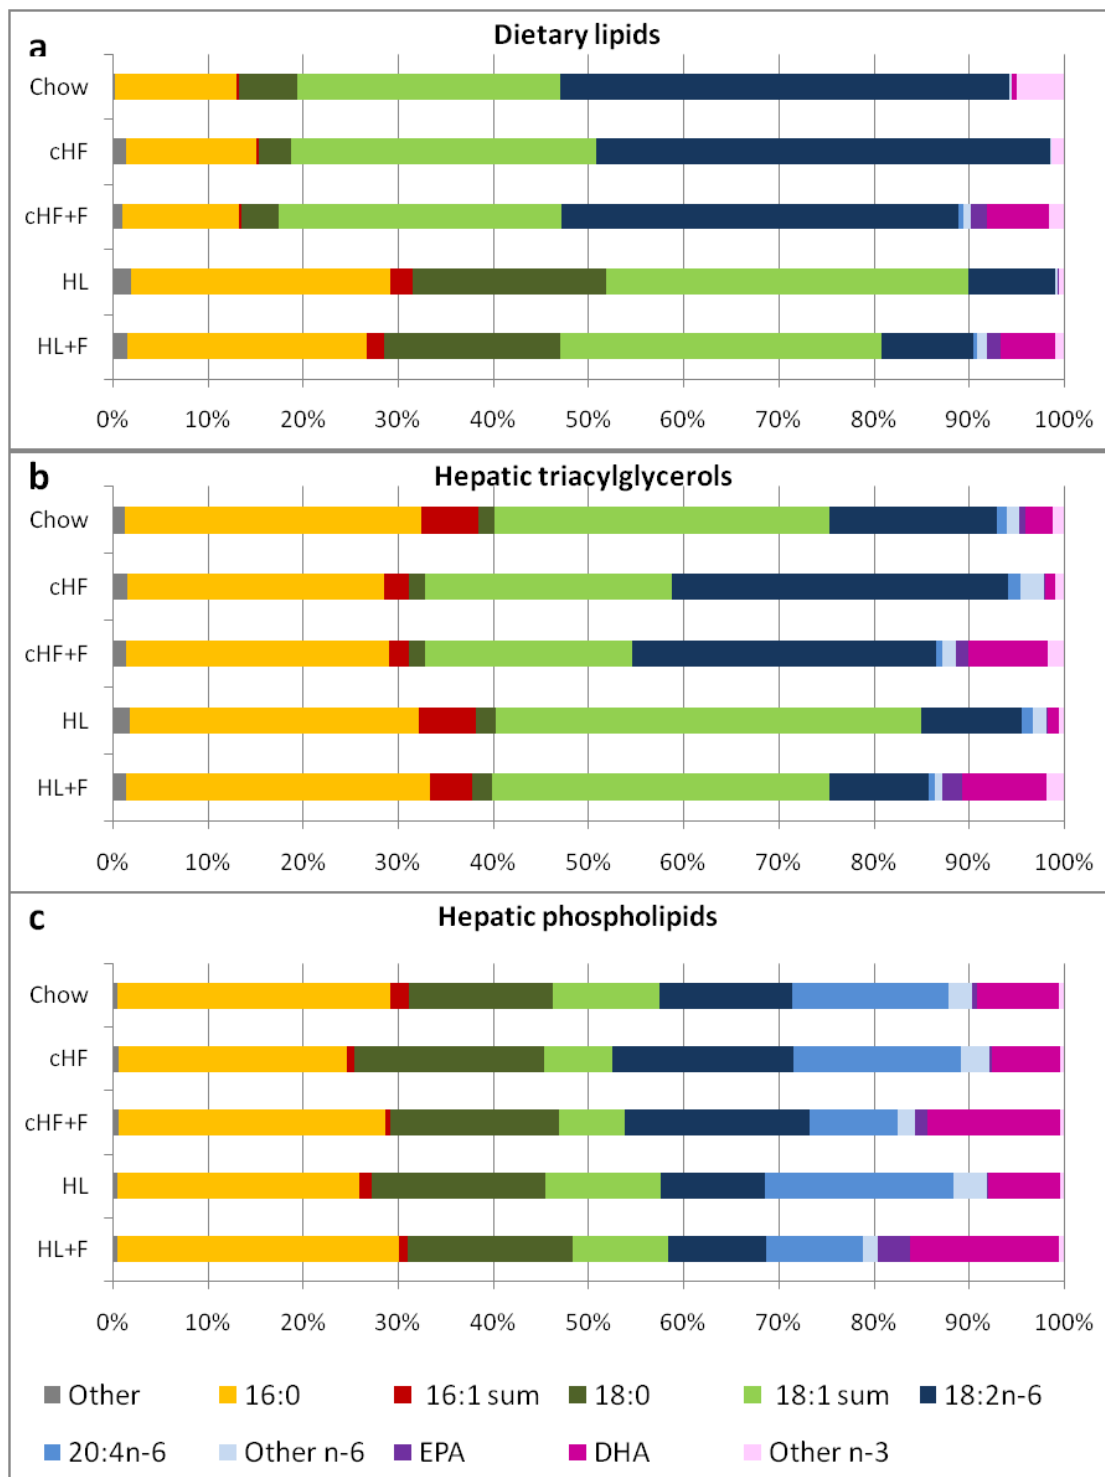 a
Dietary lipids
Chow
cHF
cHF+F
HL
HL+F
0% 10% 20% 30% 40% 50% 60% 70% 80% 90% 100%
b
Hepatic triacylglycerols
Chow
cHF
cHF+F
HL
HL+F
0% 10% 20% 30% 40% 50% 60% 70% 80% 90% 100%
c
Hepatic phospholipids
Chow
cHF
cHF+F
HL
HL+F
0% 10% 20% 30% 40% 50% 60% 70% 80% 90% 100%
Other 16:0 16:1 sum 18:0 18:1 sum 18:2n-6
20:4n-6 Other n-6 EPA DHA Other n-3